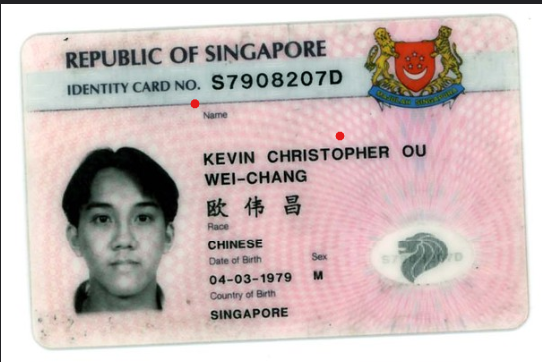 REPUBLIC OF SINGAPORE
IDENTITY CARD NO. S7908207D
Name
KEVIN CHRISTOPHER OU
WEI-CHANG
欧 伟 昌
Race
CHINESE
Date of Birth Sex
04-03-1979 M
Country of Birth
SINGAPORE